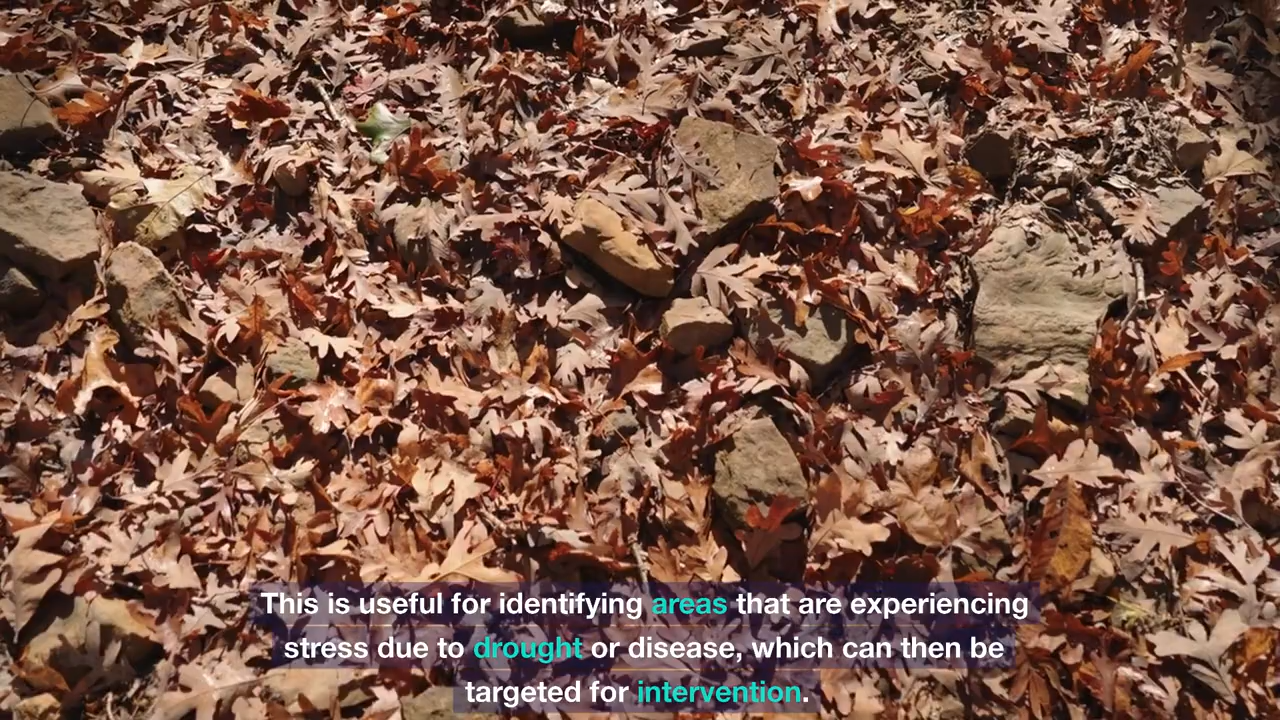 This is useful for identifying areas that are experiencing
stress due to drought or disease, which can then be
targeted for intervention.